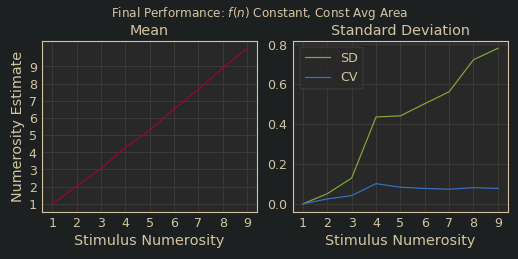 Final Performance: f(n) Constant, Const Avg Area
Mean
Numerosity Estimate
9
8
7
6
5
4
3
2
1
1 2 3 4 5 6 7 8 9
Stimulus Numerosity
Standard Deviation
SD
CV
0.8
0.6
0.4
0.2
0.0
1 2 3 4 5 6 7 8 9
Stimulus Numerosity